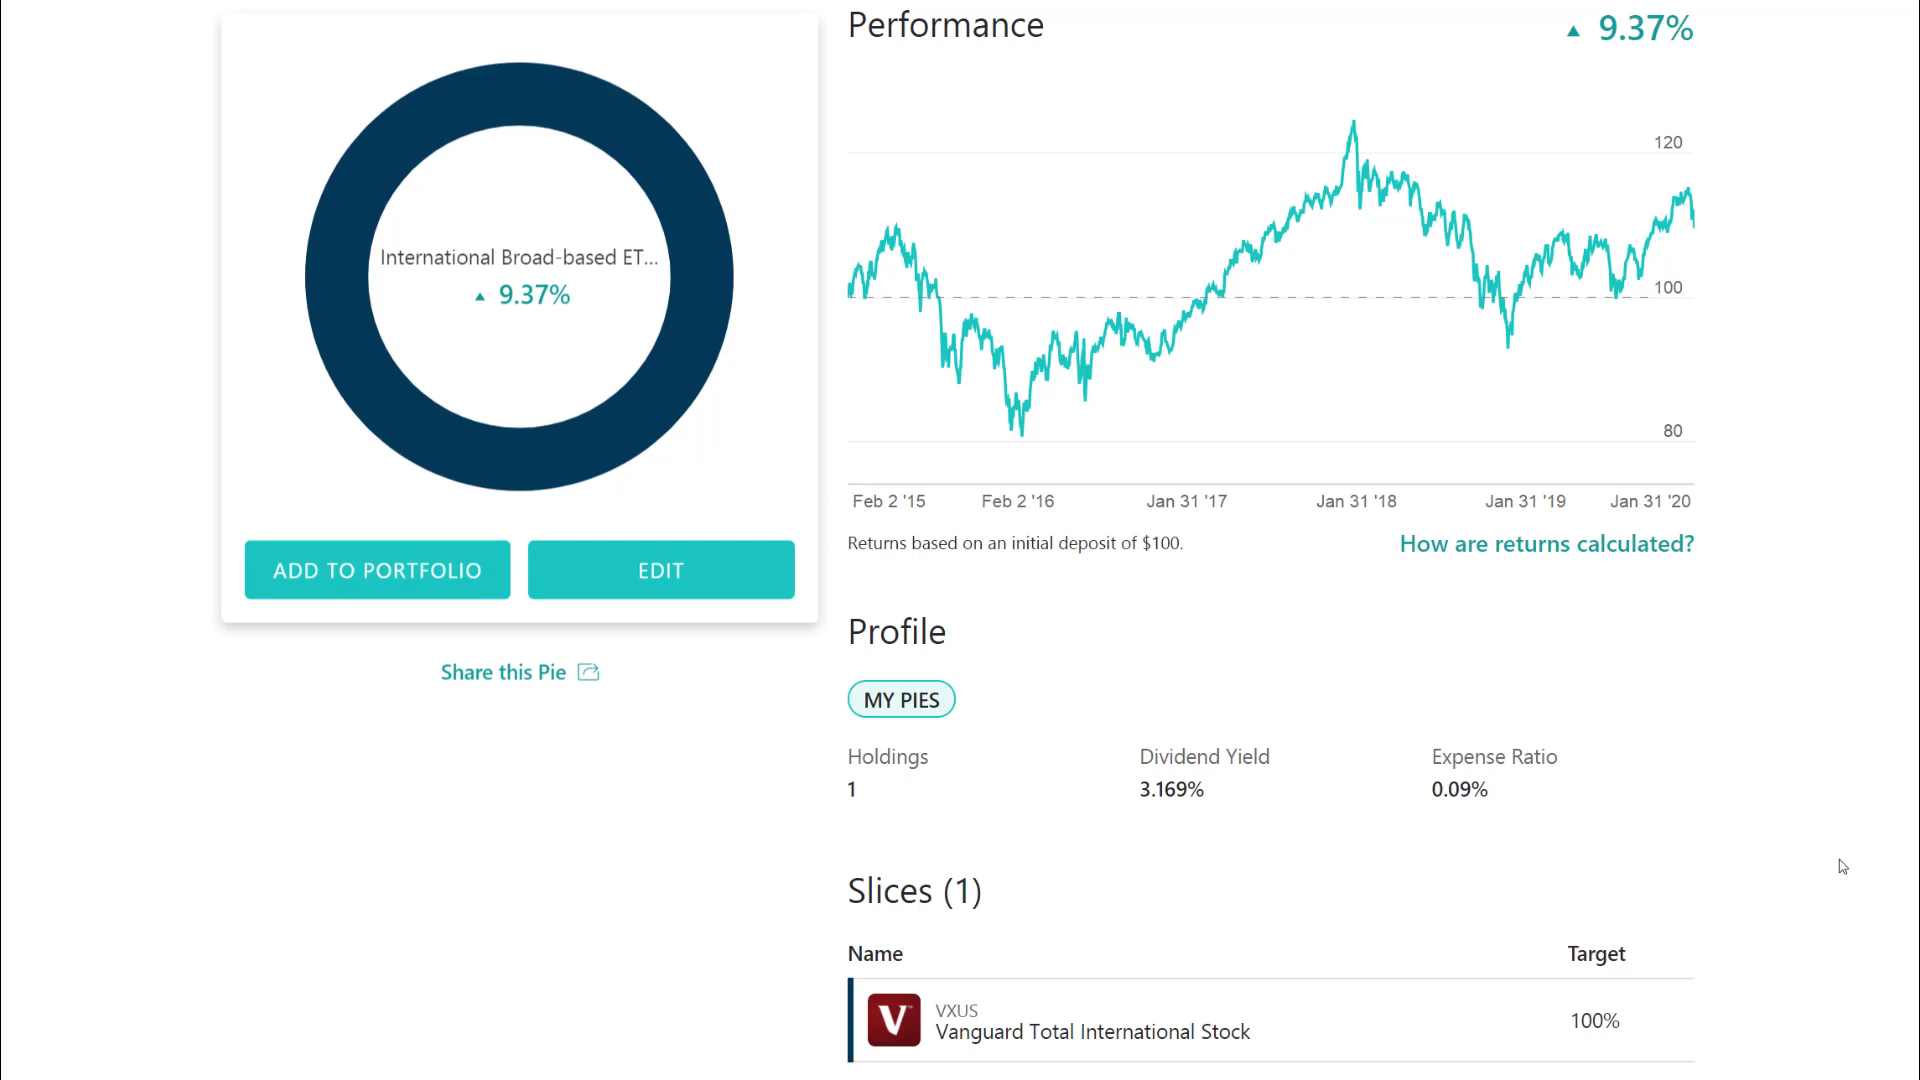 Performance
▲ 9.37%
International Broad-based ET...
▲ 9.37%
120
100
80
Feb 2 '15 Feb 2 '16 Jan 31 '17 Jan 31 '18 Jan 31 '19 Jan 31 '20
Returns based on an initial deposit of $100.
How are returns calculated?
ADD TO PORTFOLIO
EDIT
Share this Pie
Profile
MY PIES
Holdings Dividend Yield Expense Ratio
1 3.169% 0.09%
Slices (1)
Name Target
V
VXUS
Vanguard Total International Stock
100%